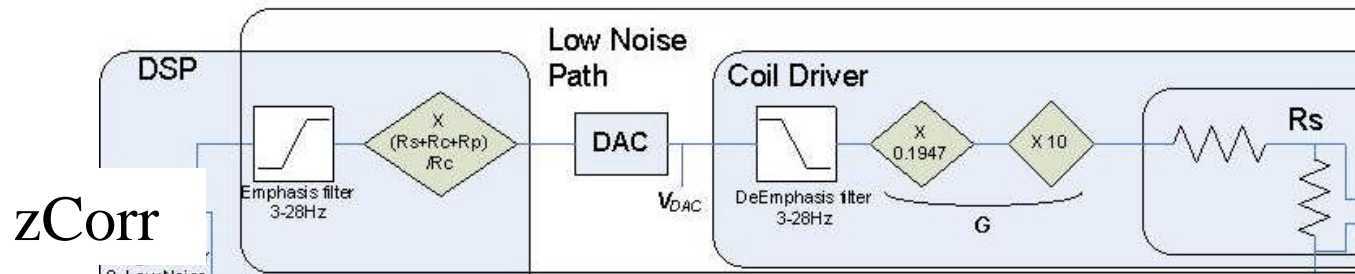 DSP
Low Noise
Path
Coil Driver
X
(Rs+Rc+Rp)
/Rc
DAC
X
0.1947
X 10
Rs
Emphasis filter
3-28Hz
VDAC
DeEmphasis filter
3-28Hz
G
zCorr